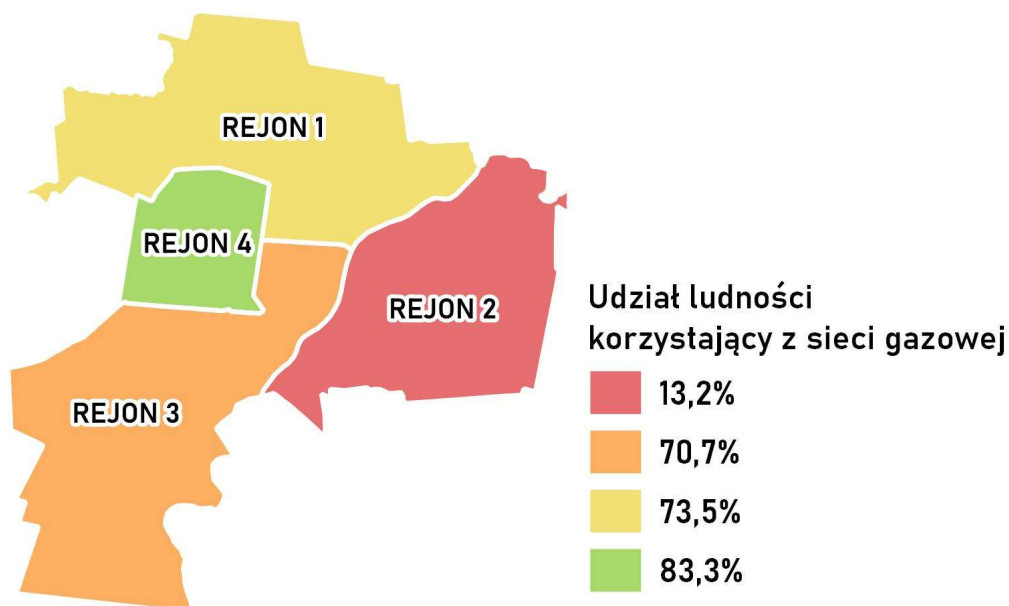 REJON 1
REJON 4
REJON 2
REJON 3
Udział ludności
korzystający z sieci gazowej
13,2%
70,7%
73,5%
83,3%